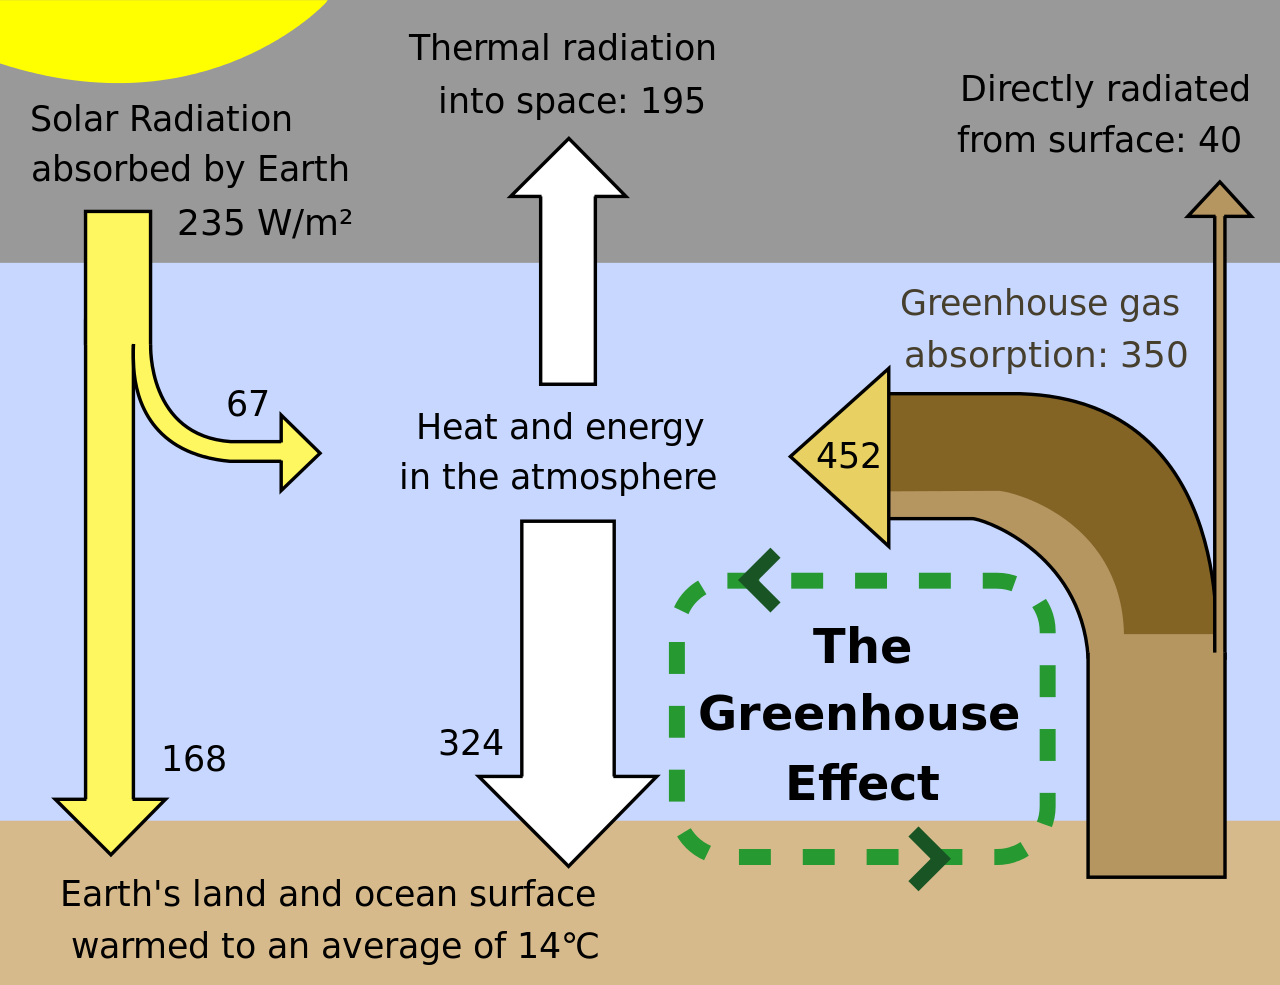 Thermal radiation
into space: 195
Directly radiated
from surface: 40
Solar Radiation
absorbed by Earth
235 W/m²
Greenhouse gas
absorption: 350
67
Heat and energy
in the atmosphere
452
The
Greenhouse
Effect
324
168
Earth's land and ocean surface
warmed to an average of 14℃